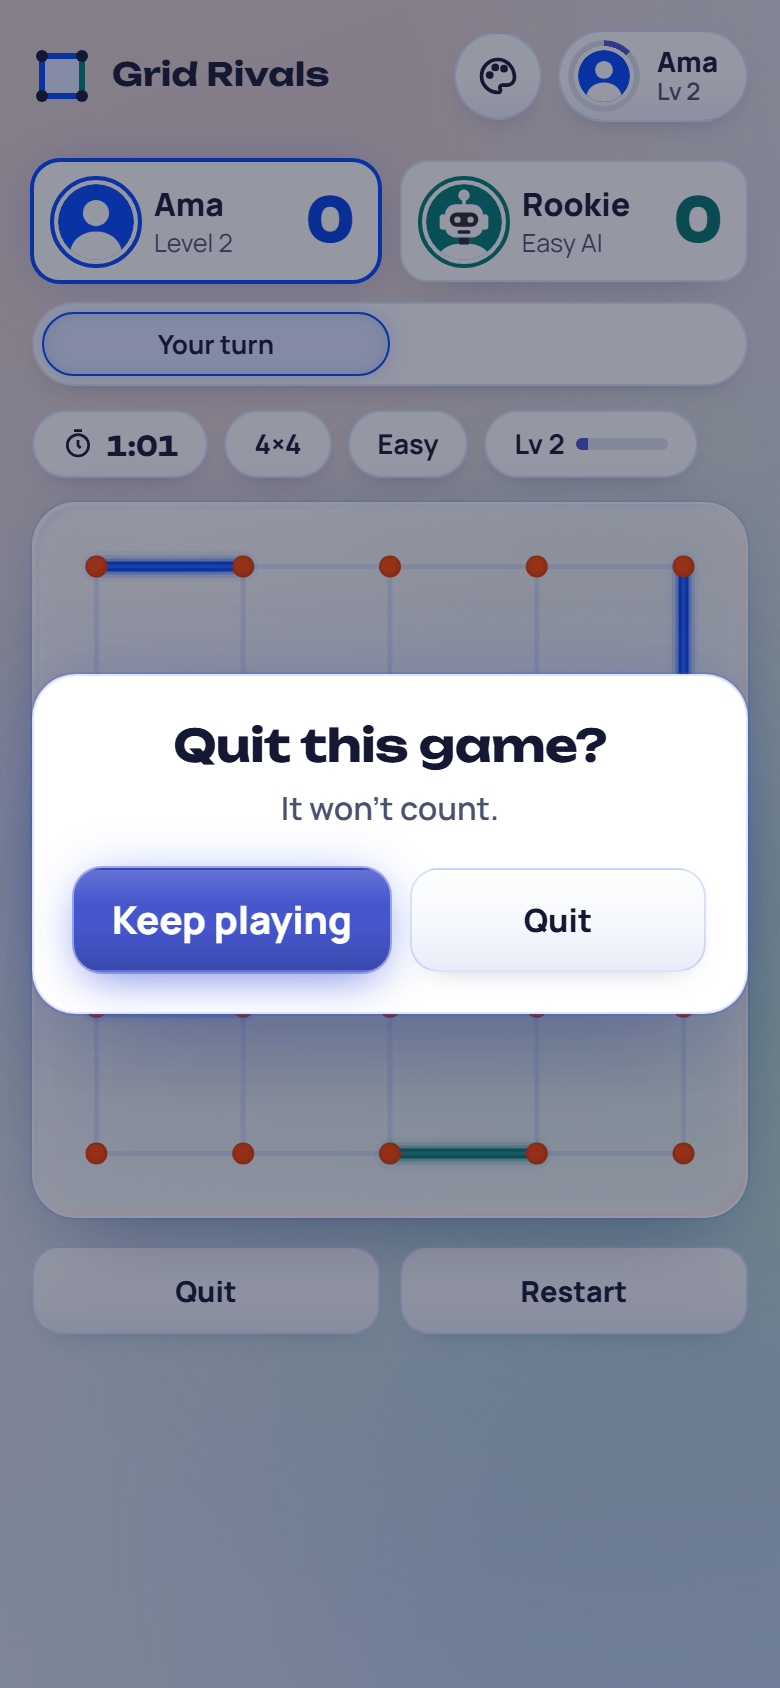 Grid Rivals
Ama
Lv 2
Ama
Level 2
0
Rookie
Easy AI
0
Your turn
1:01
4×4
Easy
Lv 2
Quit this game?
It won’t count.
Keep playing
Quit
Quit
Restart